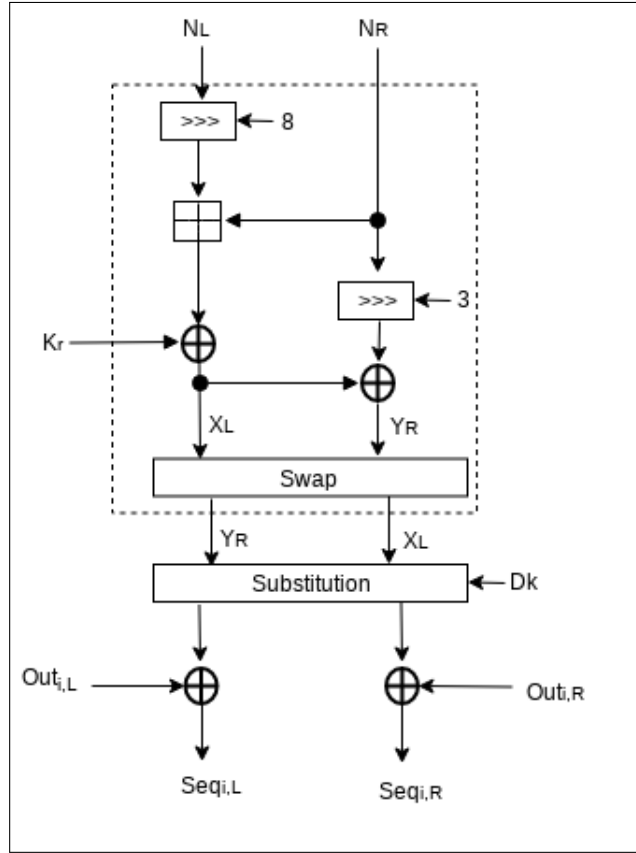 NL NR
>>> 8
>>> 3
Kr
XL YR
Swap
YR XL
Substitution Dk
Outi,L Outi,R
Seqi,L Seqi,R